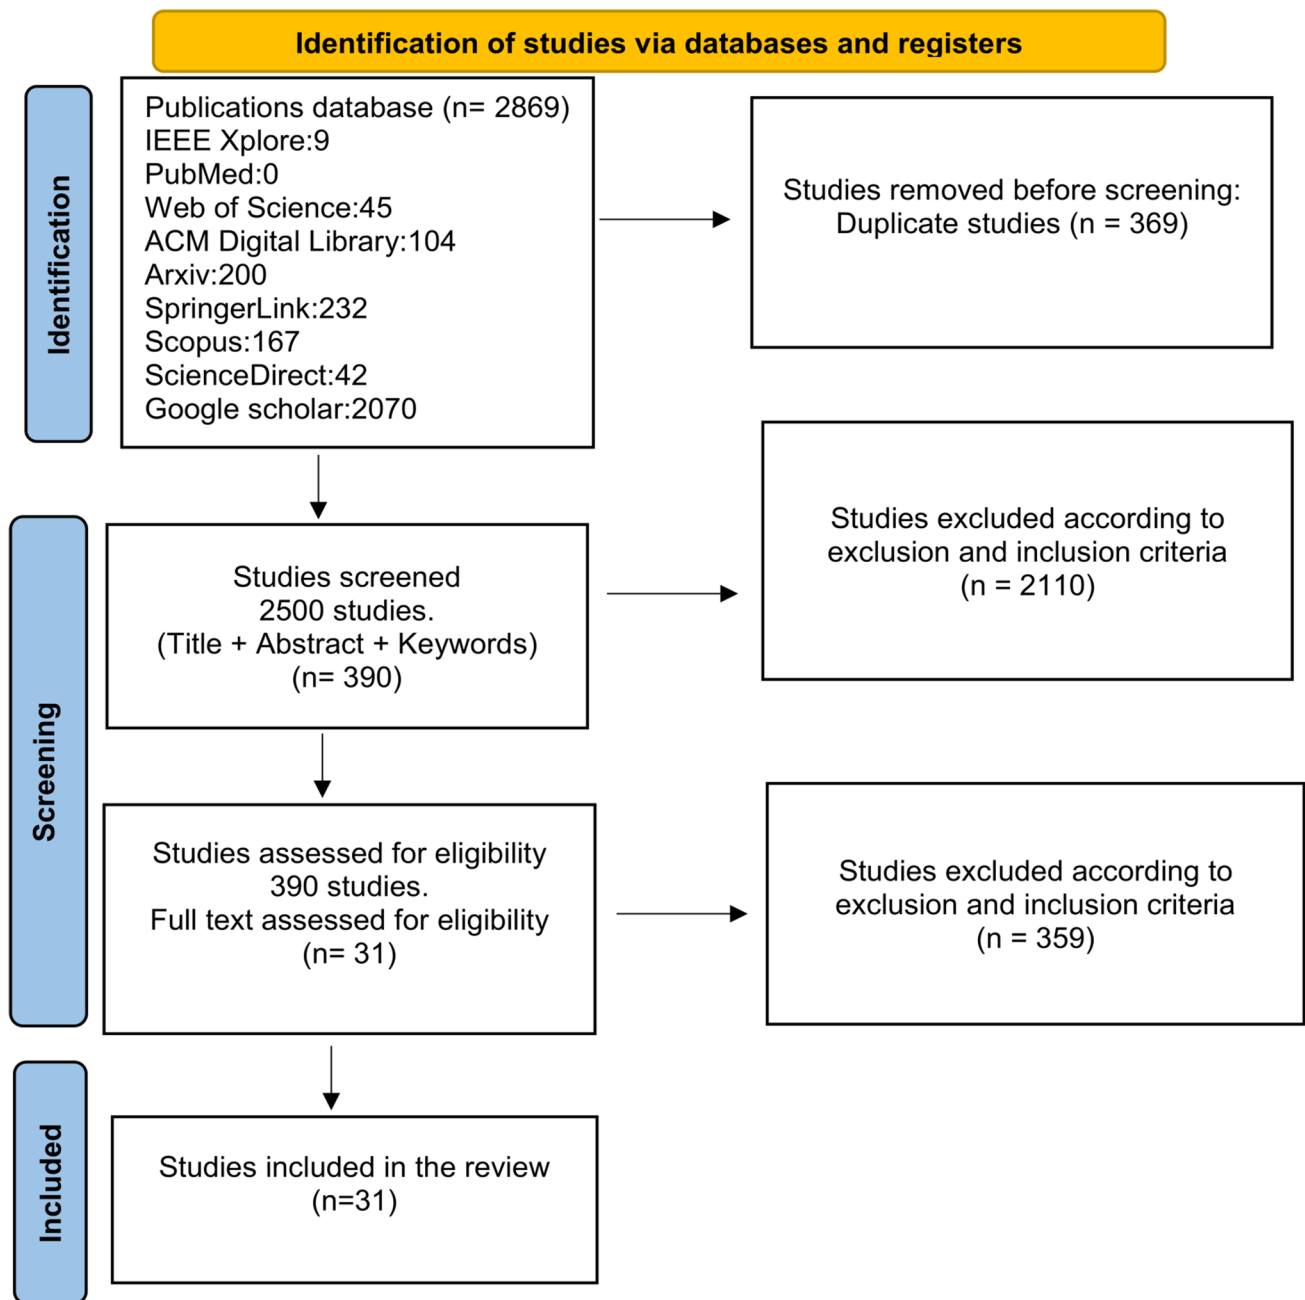 Identification of studies via databases and registers
Identification
Publications database (n= 2869)
IEEE Xplore:9
PubMed:0
Web of Science:45
ACM Digital Library:104
Arxiv:200
SpringerLink:232
Scopus:167
ScienceDirect:42
Google scholar:2070
Studies removed before screening:
Duplicate studies (n = 369)
Screening
Studies screened
2500 studies.
(Title + Abstract + Keywords)
(n= 390)
Studies excluded according to
exclusion and inclusion criteria
(n = 2110)
Studies assessed for eligibility
390 studies.
Full text assessed for eligibility
(n= 31)
Studies excluded according to
exclusion and inclusion criteria
(n = 359)
Included
Studies included in the review
(n=31)